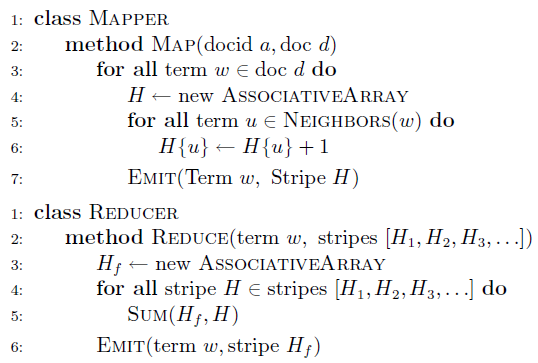 1: class Mapper
2: method Map(docid a, doc d)
3: for all term w ∈ doc d do
4: H ← new AssociativeArray
5: for all term u ∈ Neighbors(w) do
6: H{u} ← H{u} + 1
7: Emit(Term w, Stripe H)
1: class Reducer
2: method Reduce(term w, stripes [H₁, H₂, H₃, . . .])
3: H_f ← new AssociativeArray
4: for all stripe H ∈ stripes [H₁, H₂, H₃, . . .] do
5: Sum(H_f, H)
6: Emit(term w, stripe H_f)